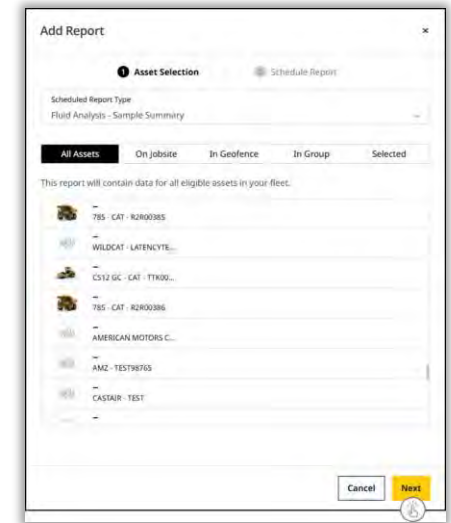 Add Report
×
1 Asset Selection
Schedule Report
Scheduled Report Type
Fluid Analysis - Sample Summary
All Assets On Jobsite In Geofence In Group Selected
This report will contain data for all eligible assets in your fleet.
--
785 - CAT - R2R00385
--
WILDCAT - LATENCYTE...
--
CS12 GC - CAT - TTK00...
--
785 - CAT - R2R00386
--
AMERICAN MOTORS C...
--
AMZ - TEST98765
--
CASTAIR - TEST
--
Cancel Next